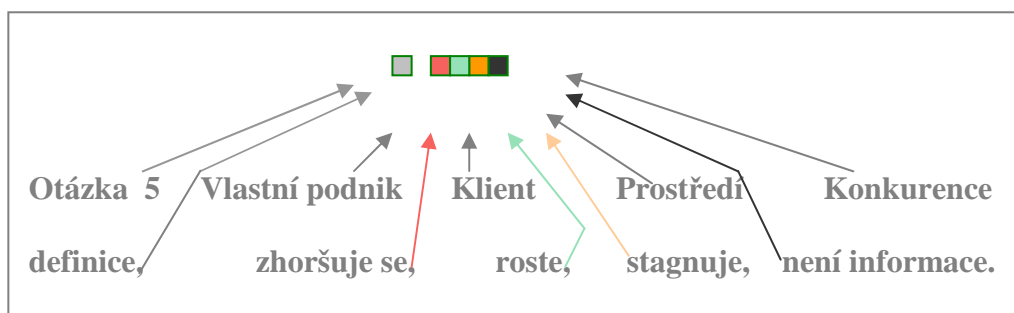 Otázka 5 Vlastní podnik Klient Prostředí Konkurence
definice, zhoršuje se, roste, stagnuje, není informace.